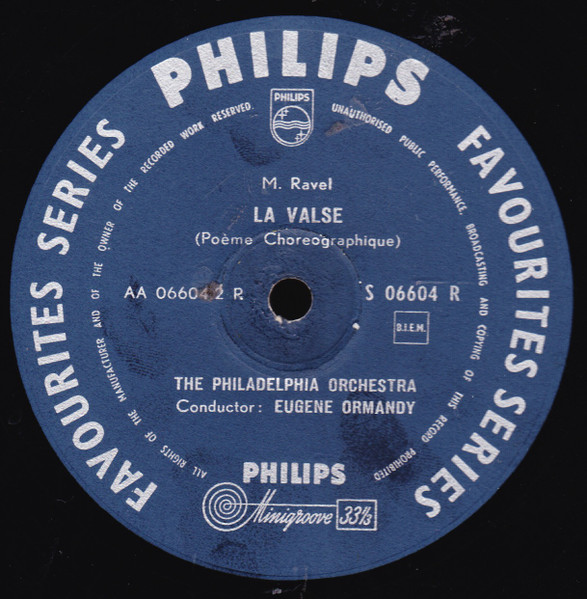 PHILIPS
FAVOURITES SERIES
FAVOURITES SERIES
ALL RIGHTS OF THE MANUFACTURER AND OF THE OWNER OF THE RECORDED WORK RESERVED.
UNAUTHORISED PUBLIC PERFORMANCE, BROADCASTING AND COPYING OF THIS RECORD PROHIBITED
PHILIPS
M. Ravel
LA VALSE
(Poème Choreographique)
AA 06604 2 R
S 06604 R
B.I.E.M.
THE PHILADELPHIA ORCHESTRA
Conductor: EUGENE ORMANDY
PHILIPS
Minigroove 33⅓